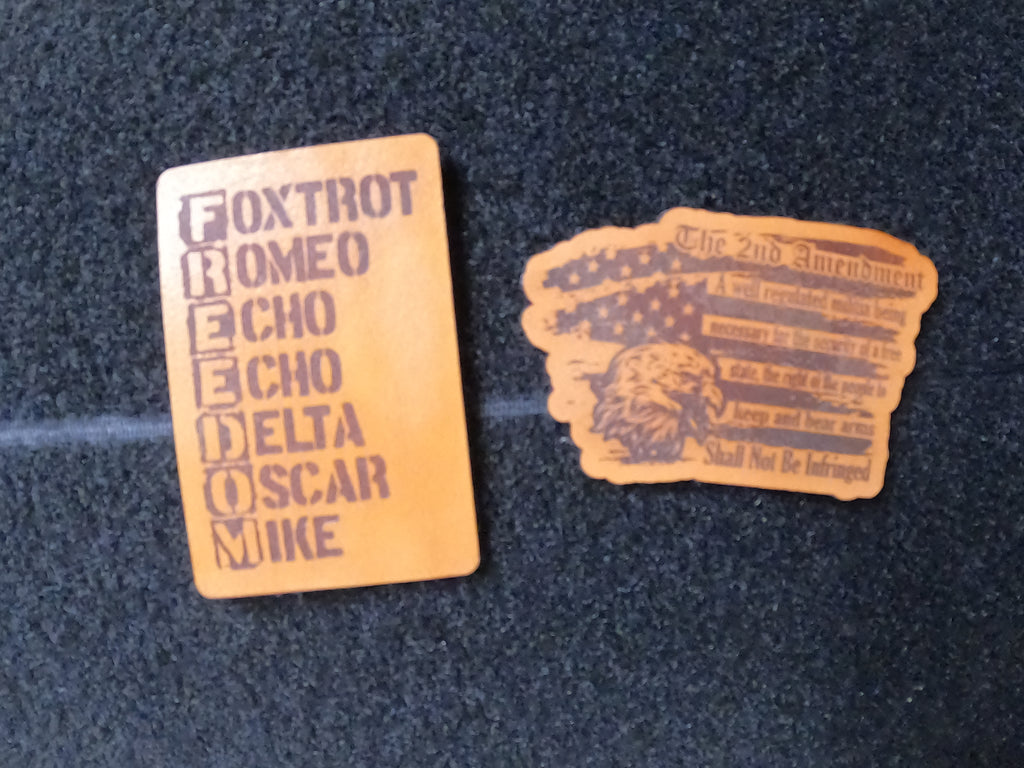 FOXTROT
ROMEO
ECHO
ECHO
DELTA
OSCAR
MIKE
The 2nd Amendment
A well regulated militia being
necessary for the security of a free
state, the right of the people to
keep and bear arms
Shall Not Be Infringed